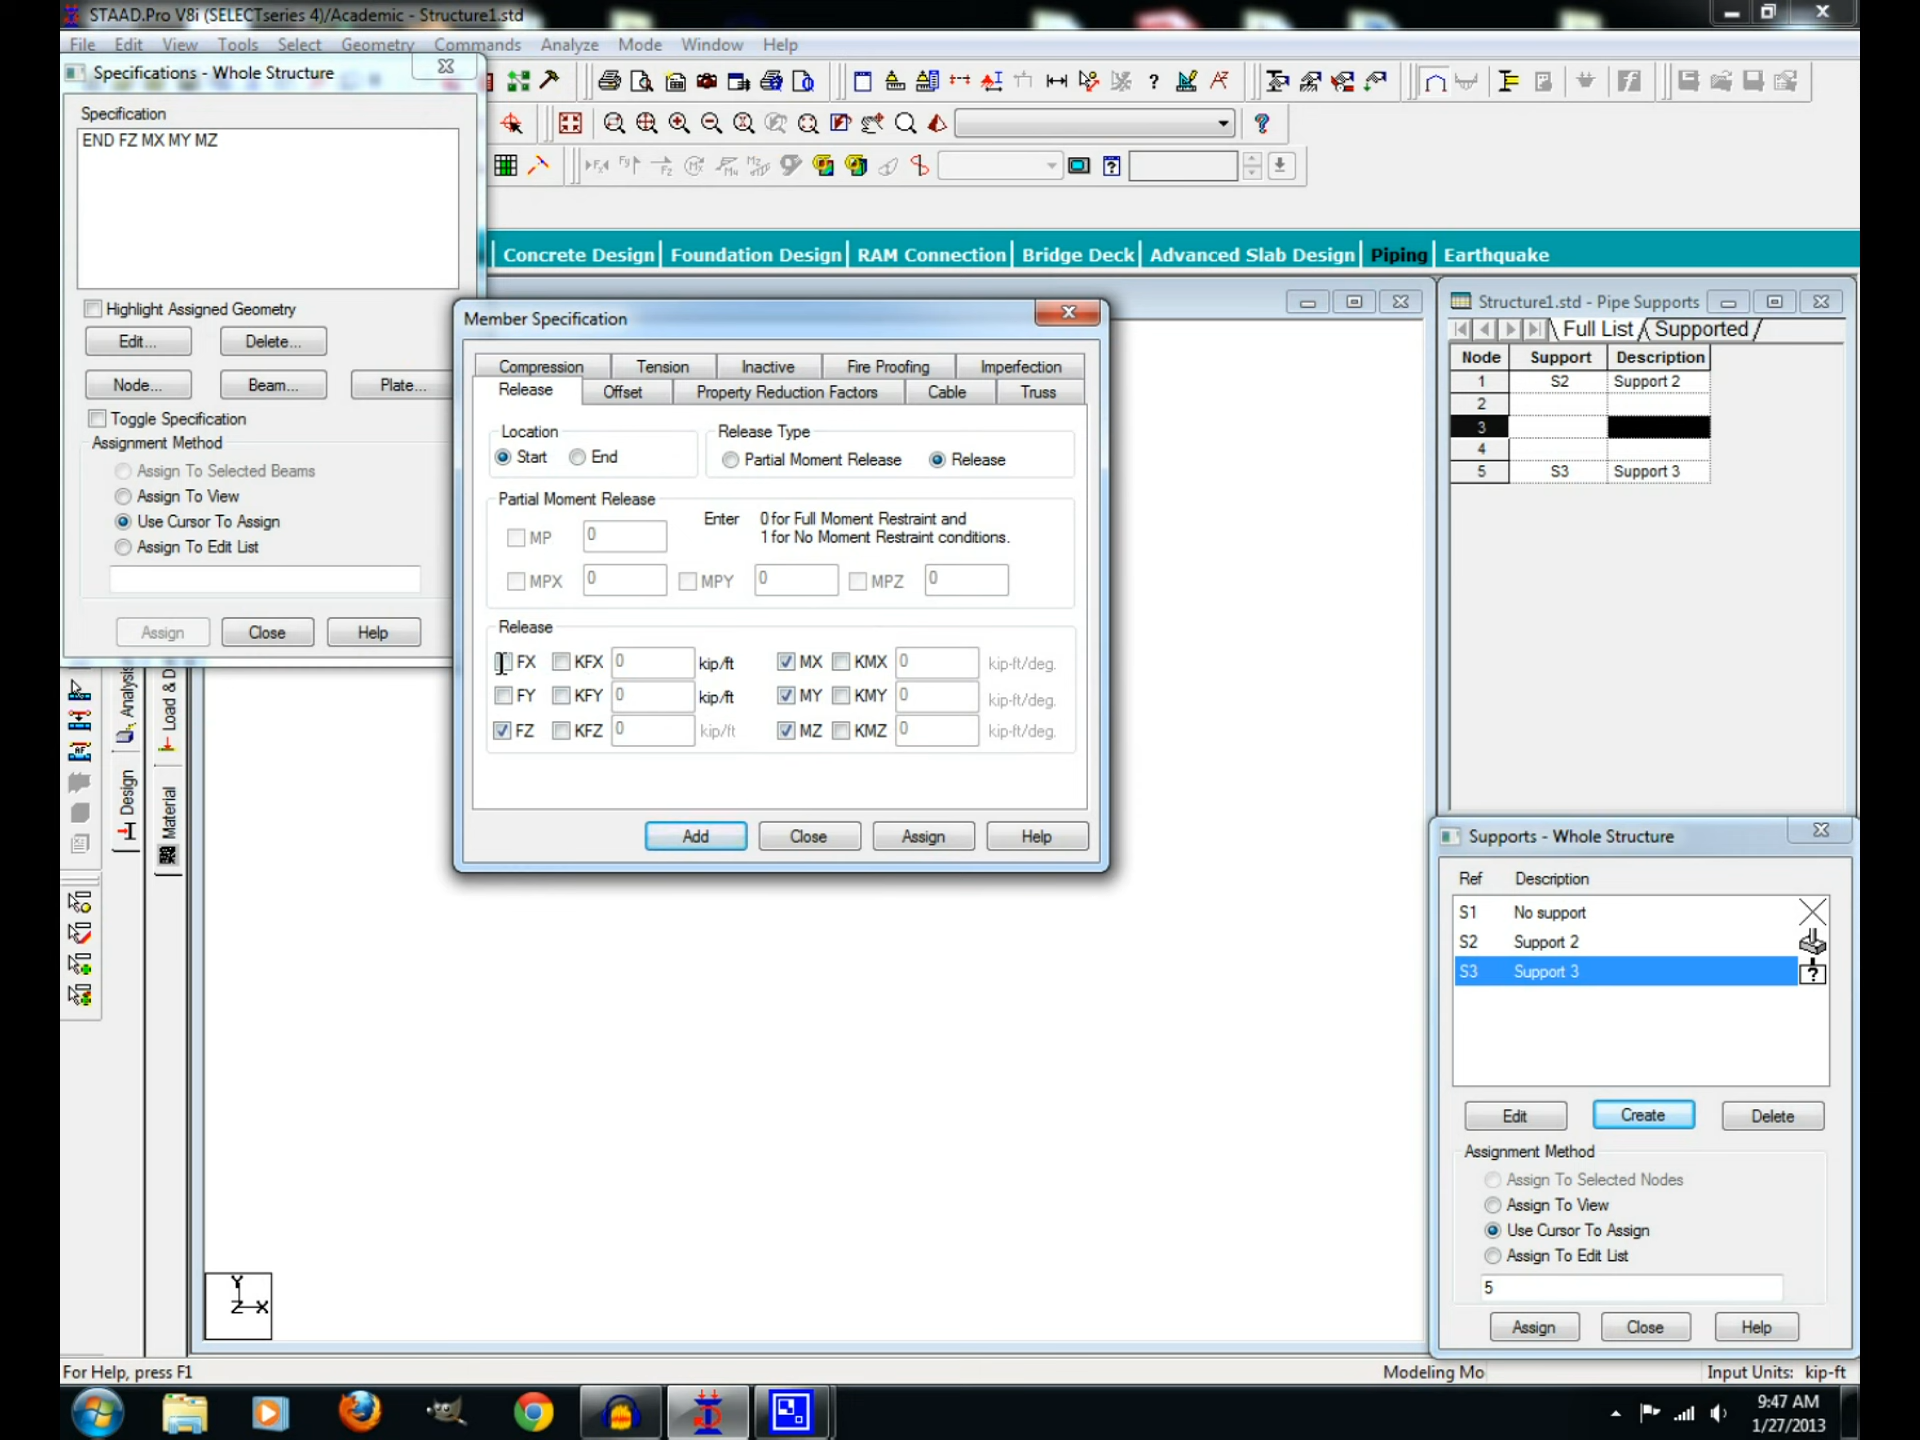 STAAD.Pro V8i (SELECTseries 4)/Academic - Structure1.std
File Edit View Tools Select Geometry Commands Analyze Mode Window Help
Specifications - Whole Structure
Specification
END FZ MX MY MZ
Highlight Assigned Geometry
Edit... Delete...
Node... Beam... Plate...
Toggle Specification
Assignment Method
Assign To Selected Beams
Assign To View
Use Cursor To Assign
Assign To Edit List
Assign Close Help
Concrete Design Foundation Design RAM Connection Bridge Deck Advanced Slab Design Piping Earthquake
Member Specification
Compression Tension Inactive Fire Proofing Imperfection
Release Offset Property Reduction Factors Cable Truss
Location
Start End
Release Type
Partial Moment Release Release
Partial Moment Release
MP 0
Enter 0 for Full Moment Restraint and
1 for No Moment Restraint conditions.
MPX 0 MPY 0 MPZ 0
Release
FX KFX 0 kip/ft MX KMX 0 kip-ft/deg.
FY KFY 0 kip/ft MY KMY 0 kip-ft/deg.
FZ KFZ 0 kip/ft MZ KMZ 0 kip-ft/deg.
Add Close Assign Help
Structure1.std - Pipe Supports
Full List Supported
Node Support Description
1 S2 Support 2
2
3
4
5 S3 Support 3
Supports - Whole Structure
Ref Description
S1 No support
S2 Support 2
S3 Support 3
Edit Create Delete
Assignment Method
Assign To Selected Nodes
Assign To View
Use Cursor To Assign
Assign To Edit List
5
Assign Close Help
Analysis
Load & D
Design
Material
Y
Z X
For Help, press F1
Modeling Mo
Input Units: kip-ft
9:47 AM
1/27/2013